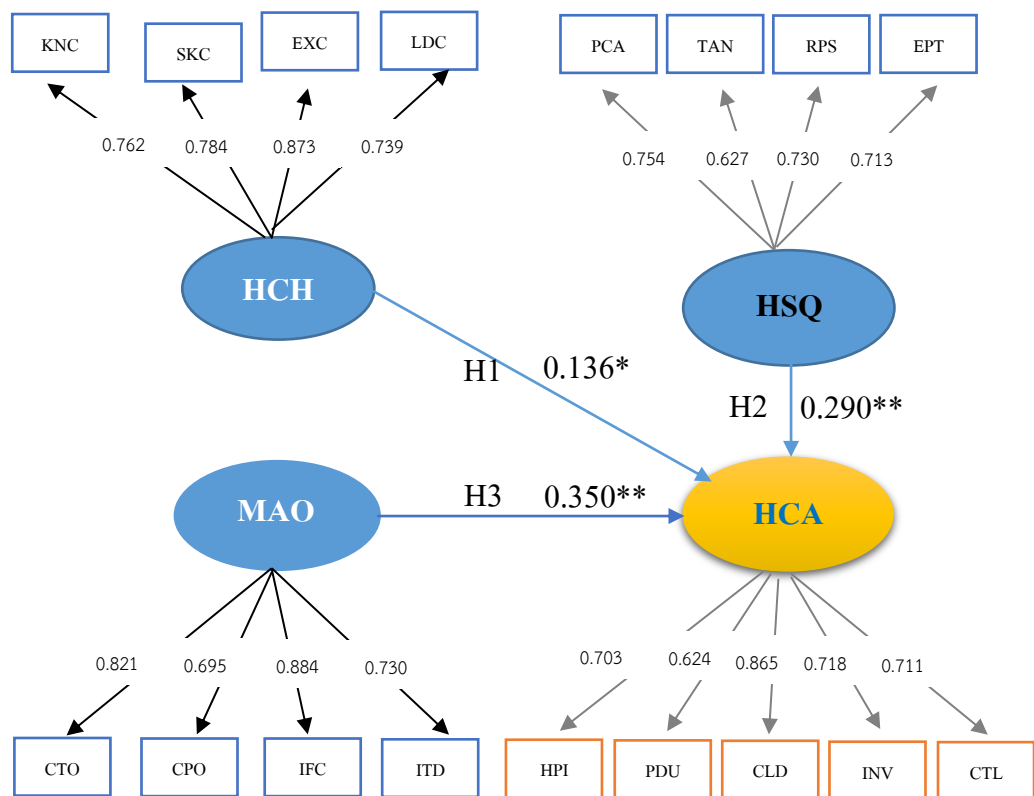 KNC
SKC
EXC
LDC
PCA
TAN
RPS
EPT
0.762
0.784
0.873
0.739
0.754
0.627
0.730
0.713
HCH
HSQ
H1
0.136*
H2
0.290**
MAO
H3
0.350**
HCA
0.821
0.695
0.884
0.730
0.703
0.624
0.865
0.718
0.711
CTO
CPO
IFC
ITD
HPI
PDU
CLD
INV
CTL